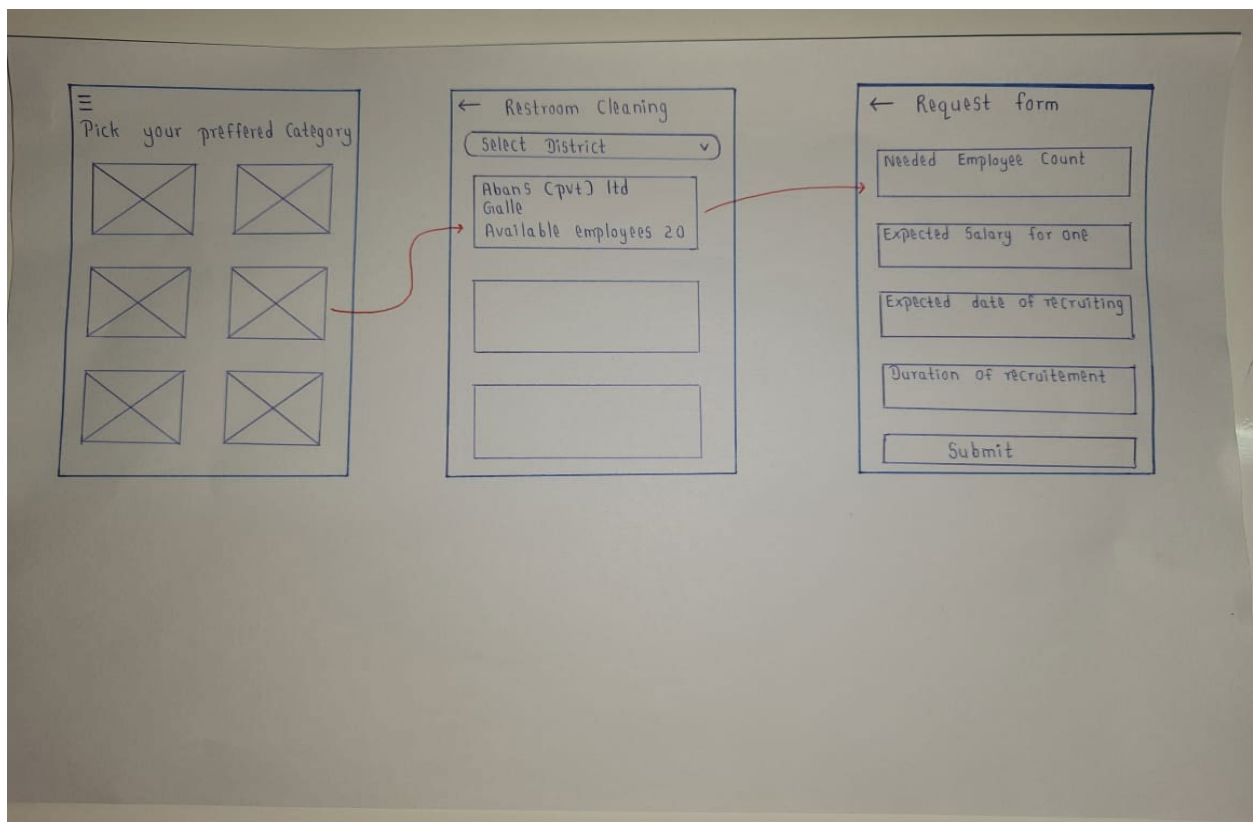 Pick your preffered Category
← Restroom Cleaning
Select District
Abans (pvt) ltd
Galle
Available employees 20
← Request form
Needed Employee Count
Expected Salary for one
Expected date of recruiting
Duration of recruitement
Submit